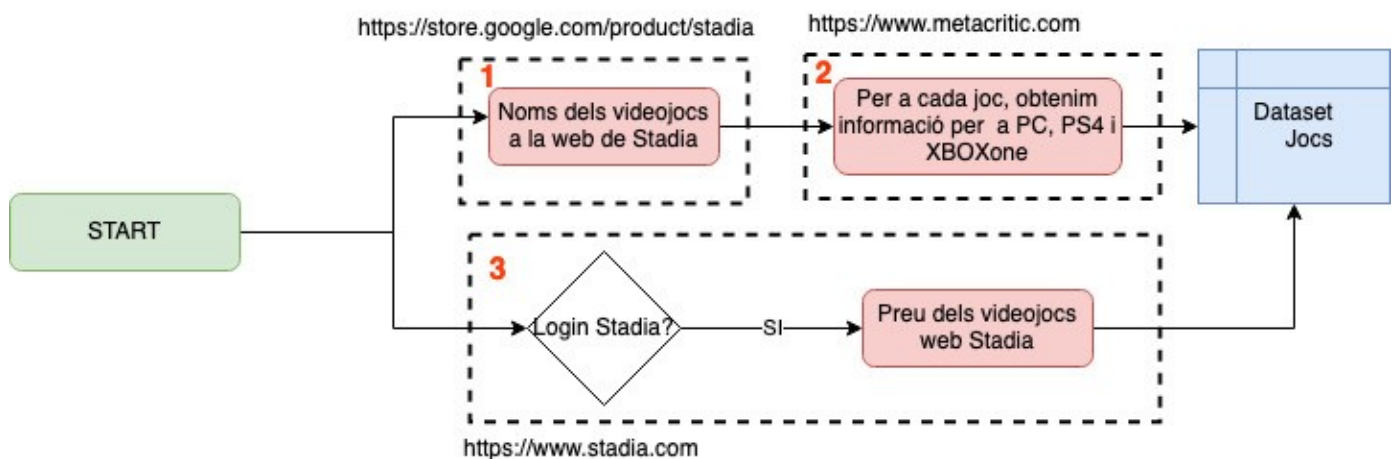 https://store.google.com/product/stadia
https://www.metacritic.com
1
Noms dels videojocs
a la web de Stadia
2
Per a cada joc, obtenim
informació per a PC, PS4 i
XBOXone
Dataset
Jocs
START
3
Login Stadia?
SI
Preu dels videojocs
web Stadia
https://www.stadia.com